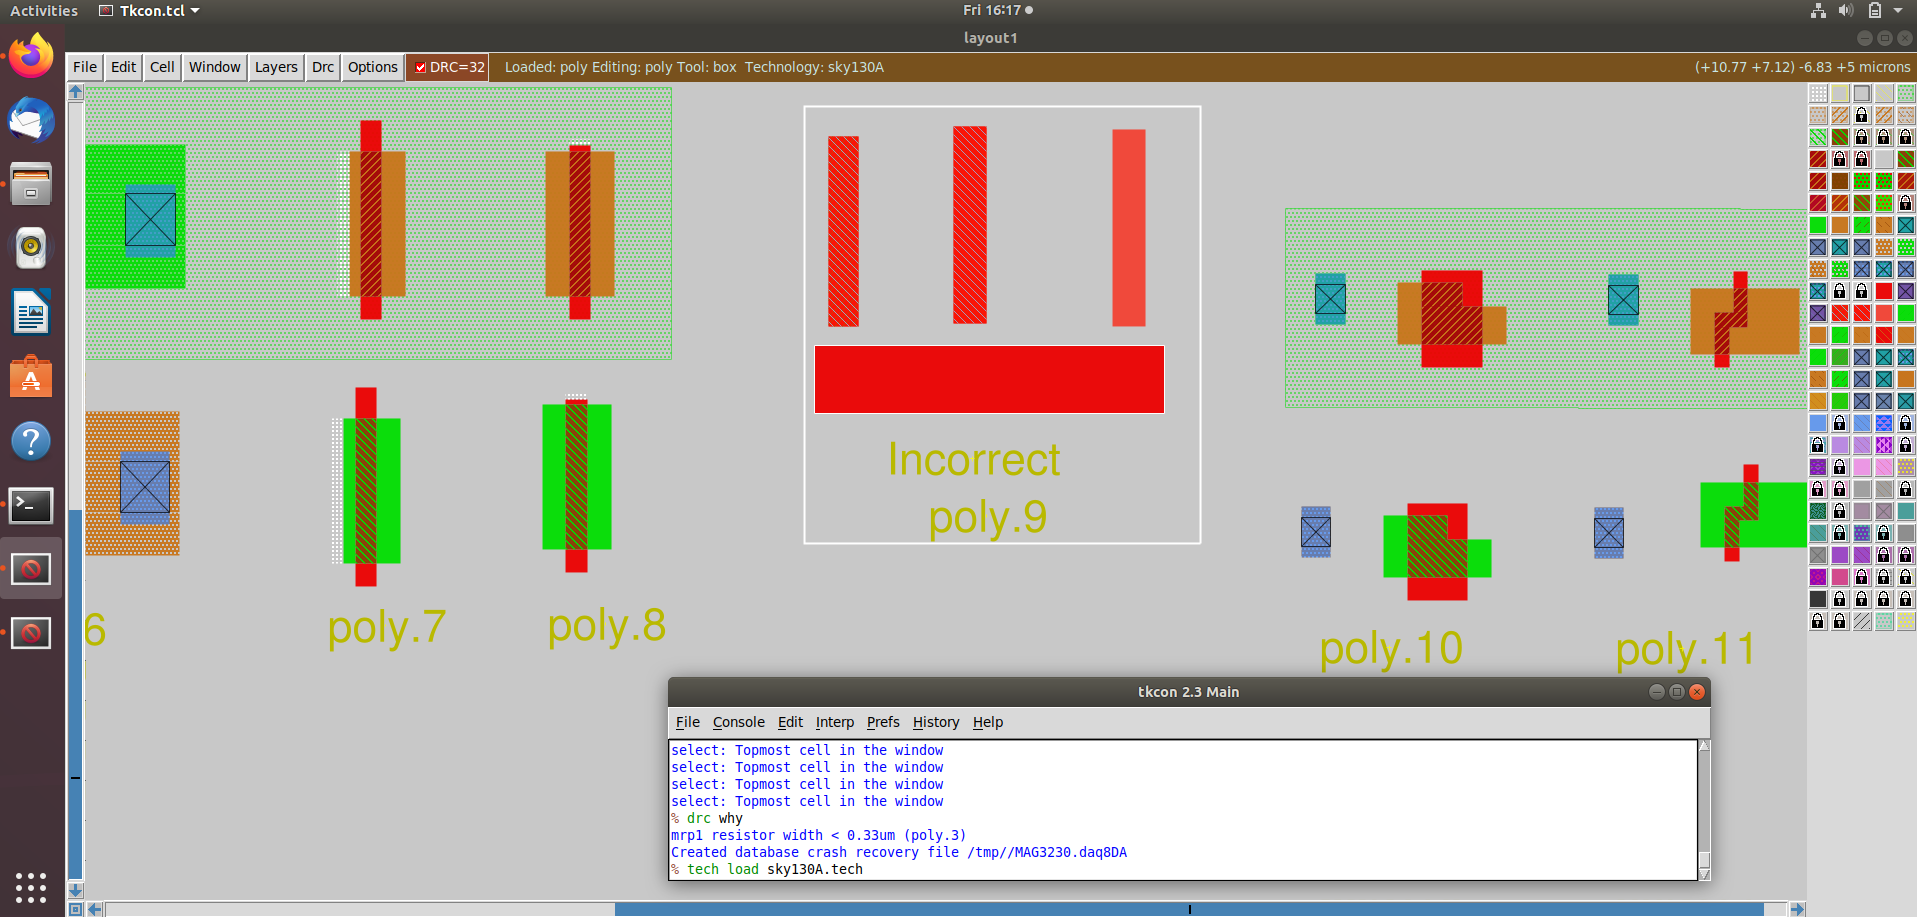 Activities
Tkcon.tcl
Fri 16:17
layout1
File Edit Cell Window Layers Drc Options DRC=32 Loaded: poly Editing: poly Tool: box Technology: sky130A (+10.77 +7.12) -6.83 +5 microns
Incorrect
poly.9
6
poly.7
poly.8
poly.10
poly.11
tkcon 2.3 Main
File Console Edit Interp Prefs History Help
select: Topmost cell in the window
select: Topmost cell in the window
select: Topmost cell in the window
select: Topmost cell in the window
% drc why
mrp1 resistor width < 0.33um (poly.3)
Created database crash recovery file /tmp//MAG3230.daq8DA
% tech load sky130A.tech